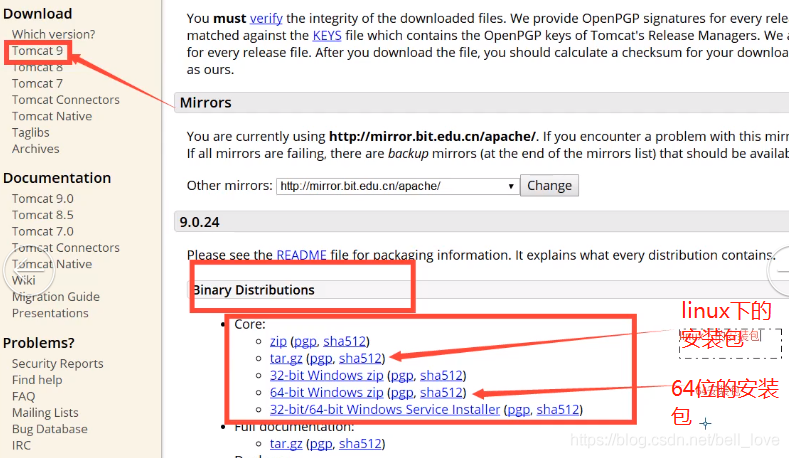 Download
Which version?
Tomcat 9
Tomcat 8
Tomcat 7
Tomcat Connectors
Tomcat Native
Taglibs
Archives
Documentation
Tomcat 9.0
Tomcat 8.5
Tomcat 7.0
Tomcat Connectors
Tomcat Native
Wiki
Migration Guide
Presentations
Problems?
Security Reports
Find help
FAQ
Mailing Lists
Bug Database
IRC
You must verify the integrity of the downloaded files. We provide OpenPGP signatures for every rele
matched against the KEYS file which contains the OpenPGP keys of Tomcat's Release Managers. We a
for every release file. After you download the file, you should calculate a checksum for your downloa
as ours.
Mirrors
You are currently using http://mirror.bit.edu.cn/apache/. If you encounter a problem with this mirr
If all mirrors are failing, there are backup mirrors (at the end of the mirrors list) that should be availa
Other mirrors: http://mirror.bit.edu.cn/apache/ Change
9.0.24
Please see the README file for packaging information. It explains what every distribution contains.
Binary Distributions
Core:
zip (pgp, sha512)
tar.gz (pgp, sha512)
32-bit Windows zip (pgp, sha512)
64-bit Windows zip (pgp, sha512)
32-bit/64-bit Windows Service Installer (pgp, sha512)
Full documentation:
tar.gz (pgp, sha512)
linux下的
安装包
64位的安装
包
https://blog.csdn.net/bell_love